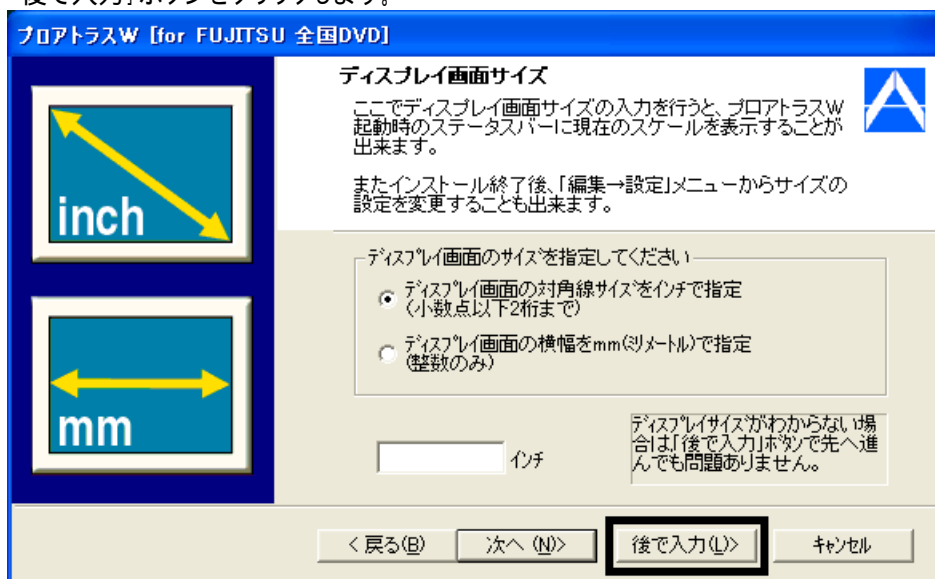 「後で入力」ボタンをクリックします。
プロアトラスW [for FUJITSU 全国DVD]
ディスプレイ画面サイズ
ここでディスプレイ画面サイズの入力を行うと、プロアトラスW
起動時のステータスバーに現在のスケールを表示することが
出来ます。
またインストール終了後、「編集→設定」メニューからサイズの
設定を変更することも出来ます。
inch
mm
ディスプレイ画面のサイズを指定してください
ディスプレイ画面の対角線サイズをインチで指定
(小数点以下2桁まで)
ディスプレイ画面の横幅をmm(ミリメートル)で指定
(整数のみ)
インチ
ディスプレイサイズがわからない場
合は「後で入力」ボタンで先へ進
んでも問題ありません。
< 戻る(B)
次へ (N)>
後で入力(L)>
キャンセル